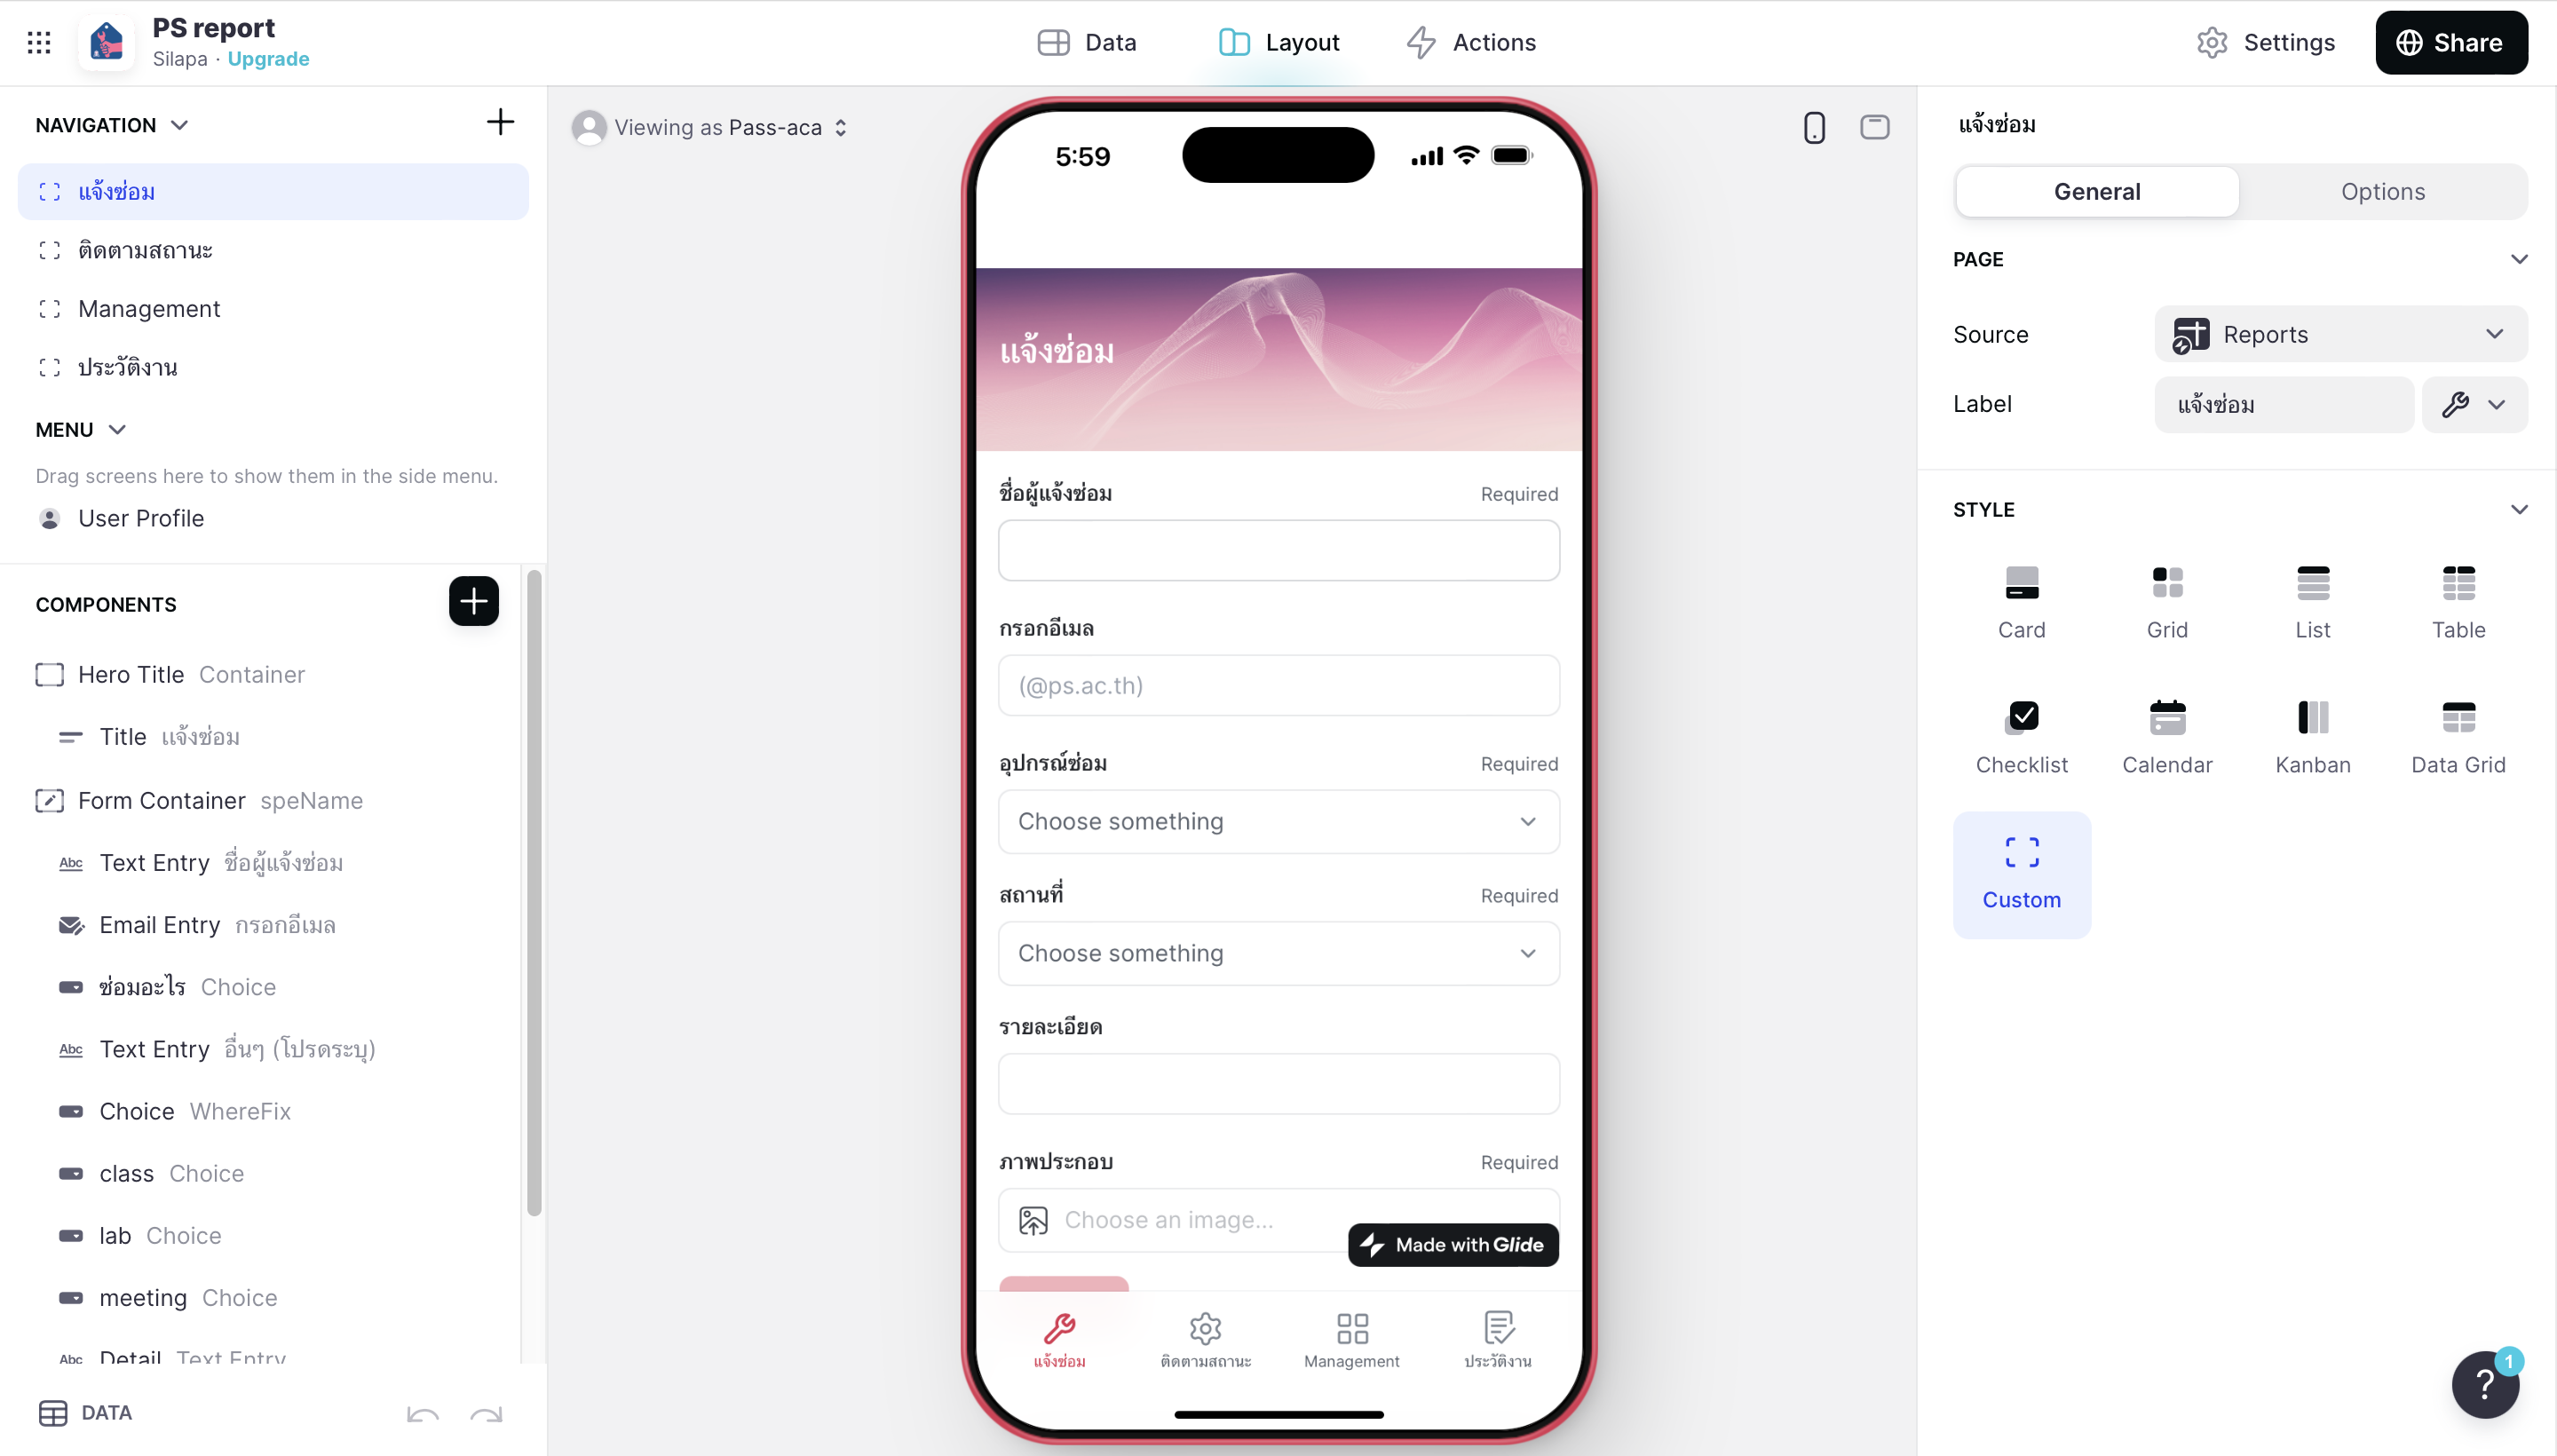 PS report
Silapa · Upgrade
Data
Layout
Actions
Settings
Share
NAVIGATION
แจ้งซ่อม
ติดตามสถานะ
Management
ประวัติงาน
MENU
Drag screens here to show them in the side menu.
User Profile
COMPONENTS
Hero Title Container
Title แจ้งซ่อม
Form Container speName
Abc Text Entry ชื่อผู้แจ้งซ่อม
Email Entry กรอกอีเมล
ซ่อมอะไร Choice
Abc Text Entry อื่นๆ (โปรดระบุ)
Choice WhereFix
class Choice
lab Choice
meeting Choice
Abc Detail Text Entry
DATA
Viewing as Pass-aca
5:59
แจ้งซ่อม
ชื่อผู้แจ้งซ่อม Required
กรอกอีเมล
(@ps.ac.th)
อุปกรณ์ซ่อม Required
Choose something
สถานที่ Required
Choose something
รายละเอียด
ภาพประกอบ Required
Choose an image...
Made with Glide
แจ้งซ่อม
ติดตามสถานะ
Management
ประวัติงาน
แจ้งซ่อม
General
Options
PAGE
Source
Reports
Label
แจ้งซ่อม
STYLE
Card
Grid
List
Table
Checklist
Calendar
Kanban
Data Grid
Custom
?
1